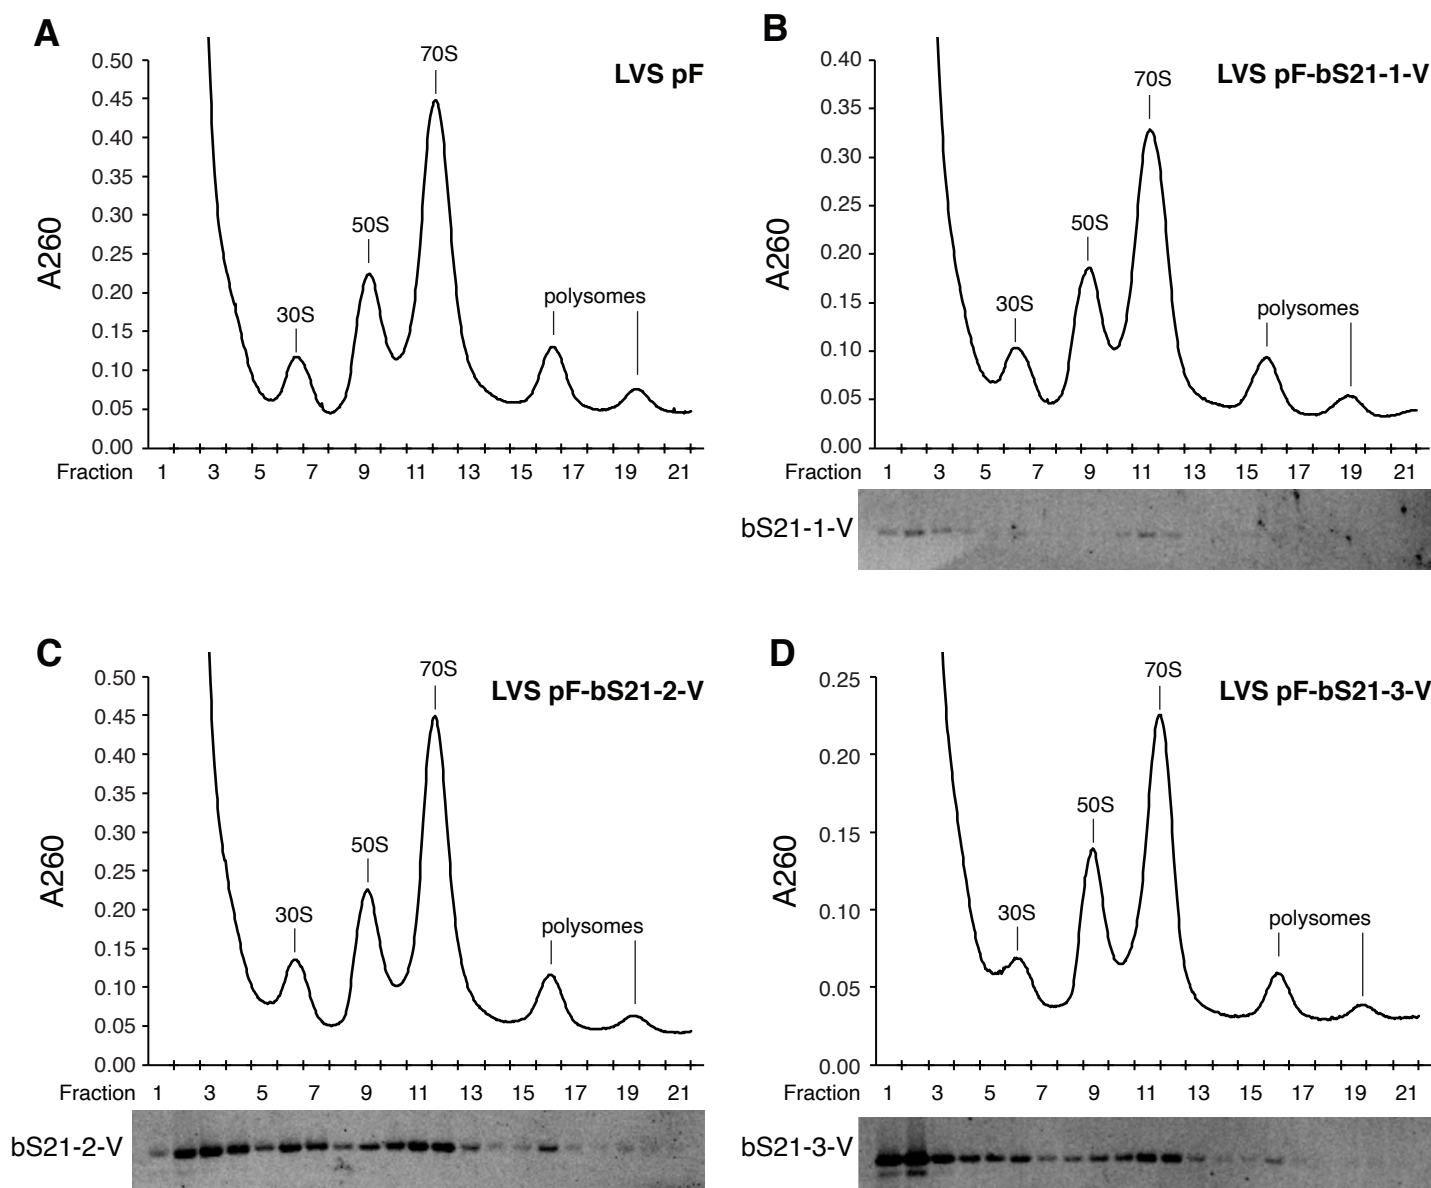 A
LVS pF
70S
50S
30S
polysomes
A260
0.50
0.45
0.40
0.35
0.30
0.25
0.20
0.15
0.10
0.05
0.00
Fraction 1 3 5 7 9 11 13 15 17 19 21
B
LVS pF-bS21-1-V
70S
50S
30S
polysomes
A260
0.40
0.35
0.30
0.25
0.20
0.15
0.10
0.05
0.00
Fraction 1 3 5 7 9 11 13 15 17 19 21
bS21-1-V
C
LVS pF-bS21-2-V
70S
50S
30S
polysomes
A260
0.50
0.45
0.40
0.35
0.30
0.25
0.20
0.15
0.10
0.05
0.00
Fraction 1 3 5 7 9 11 13 15 17 19 21
bS21-2-V
D
LVS pF-bS21-3-V
70S
50S
30S
polysomes
A260
0.25
0.20
0.15
0.10
0.05
0.00
Fraction 1 3 5 7 9 11 13 15 17 19 21
bS21-3-V